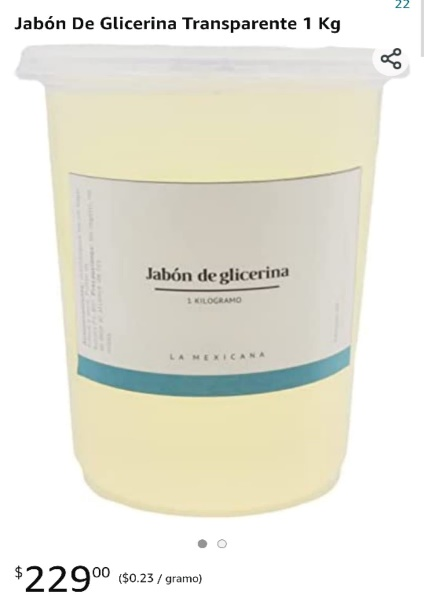 22
Jabón De Glicerina Transparente 1 Kg
Jabón de glicerina
1 KILOGRAMO
LA MEXICANA
$229⁰⁰ ($0.23 / gramo)